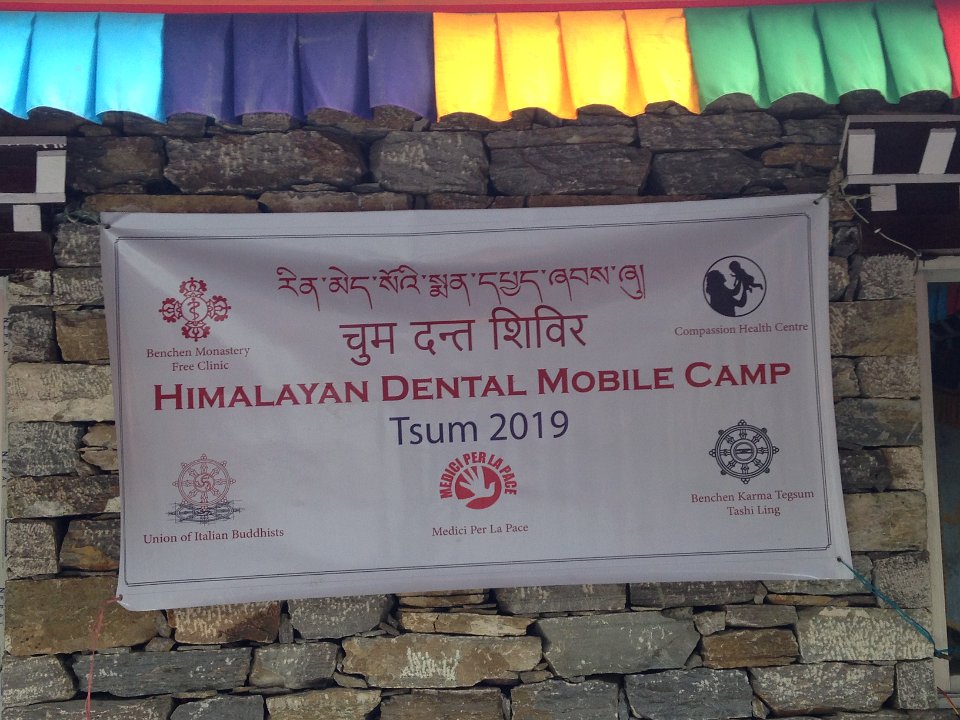 རིན་མེད་སོའི་སྨན་དཔྱད་ཞབས་ཞུ།
चुम दन्त शिविर
HIMALAYAN DENTAL MOBILE CAMP
Tsum 2019
Benchen Monastery
Free Clinic
Compassion Health Centre
Union of Italian Buddhists
MEDICI PER LA PACE
Medici Per La Pace
Benchen Karma Tegsum
Tashi Ling